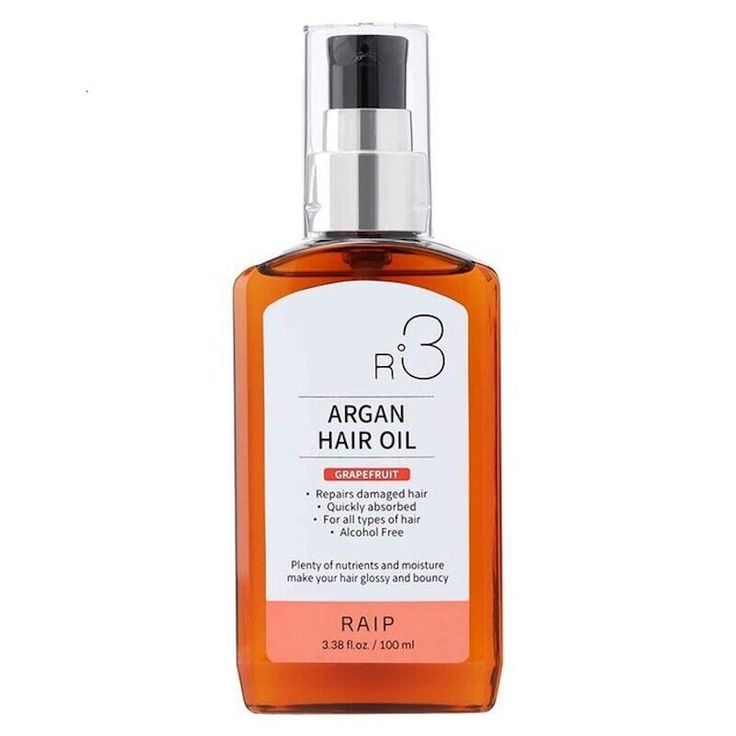 R°3
ARGAN
HAIR OIL
GRAPEFRUIT
• Repairs damaged hair
• Quickly absorbed
• For all types of hair
• Alcohol Free
Plenty of nutrients and moisture
make your hair glossy and bouncy
RAIP
3.38 fl.oz. / 100 ml